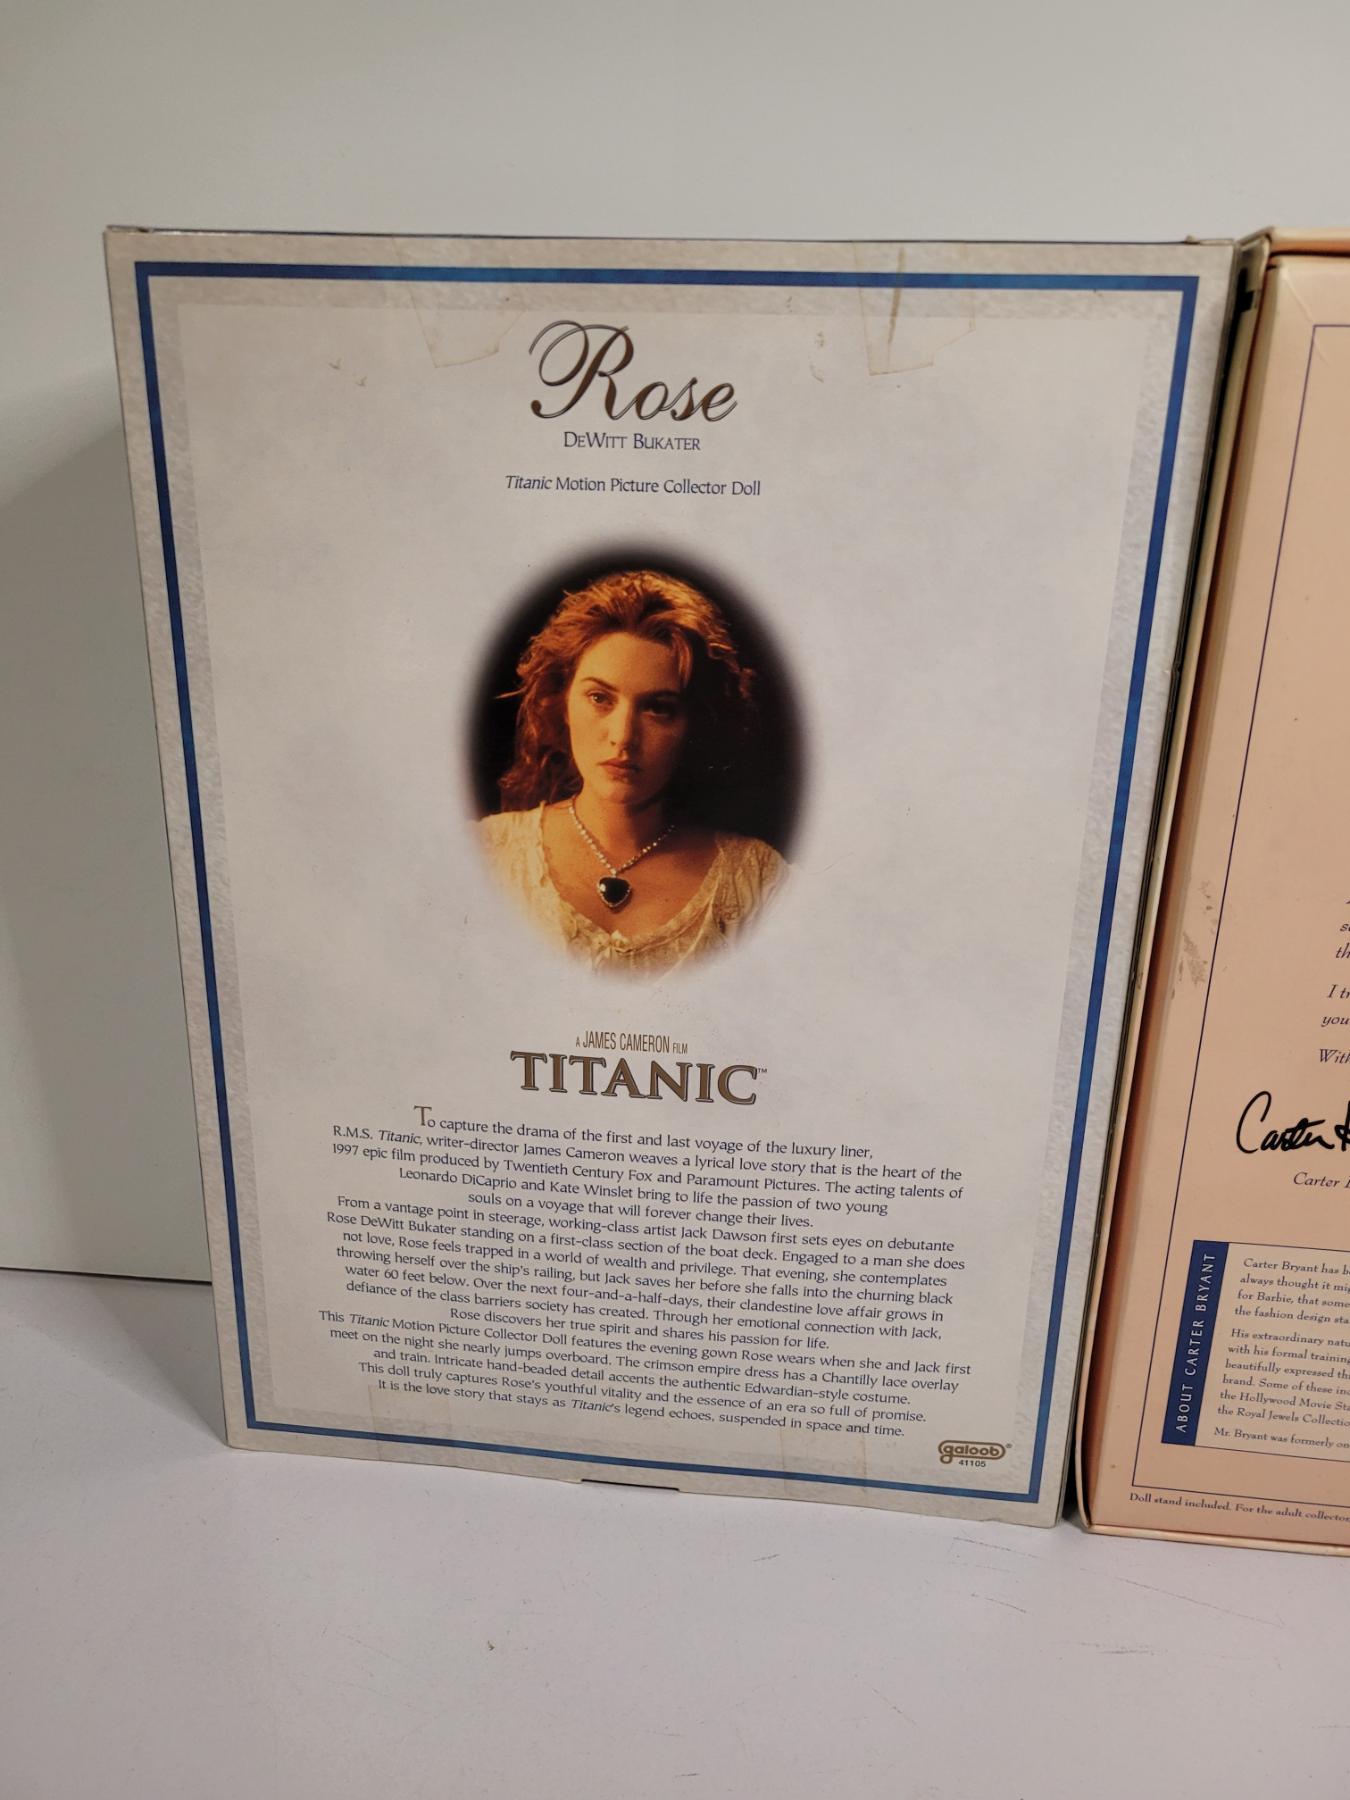 Rose
DEWITT BUKATER
Titanic Motion Picture Collector Doll
A JAMES CAMERON FILM
TITANIC™
To capture the drama of the first and last voyage of the luxury liner,
R.M.S. Titanic, writer-director James Cameron weaves a lyrical love story that is the heart of the
1997 epic film produced by Twentieth Century Fox and Paramount Pictures. The acting talents of
Leonardo DiCaprio and Kate Winslet bring to life the passion of two young
souls on a voyage that will forever change their lives.
From a vantage point in steerage, working-class artist Jack Dawson first sets eyes on debutante
Rose DeWitt Bukater standing on a first-class section of the boat deck. Engaged to a man she does
not love, Rose feels trapped in a world of wealth and privilege. That evening, she contemplates
throwing herself over the ship's railing, but Jack saves her before she falls into the churning black
water 60 feet below. Over the next four-and-a-half-days, their clandestine love affair grows in
defiance of the class barriers society has created. Through her emotional connection with Jack,
Rose discovers her true spirit and shares his passion for life.
This Titanic Motion Picture Collector Doll features the evening gown Rose wears when she and Jack first
meet on the night she nearly jumps overboard. The crimson empire dress has a Chantilly lace overlay
and train. Intricate hand-beaded detail accents the authentic Edwardian-style costume.
This doll truly captures Rose's youthful vitality and the essence of an era so full of promise.
It is the love story that stays as Titanic's legend echoes, suspended in space and time.
galoob®
41105
you
With
Carter
Carter
ABOUT CARTER BRYANT
Carter Bryant has
always thought it
for Barbie, that some
the fashion design
His extraordinary
with his formal training
beautifully expressed
brand. Some of these
the Hollywood Movie
the Royal Jewels
Mr. Bryant was formerly
Doll stand included. For the adult